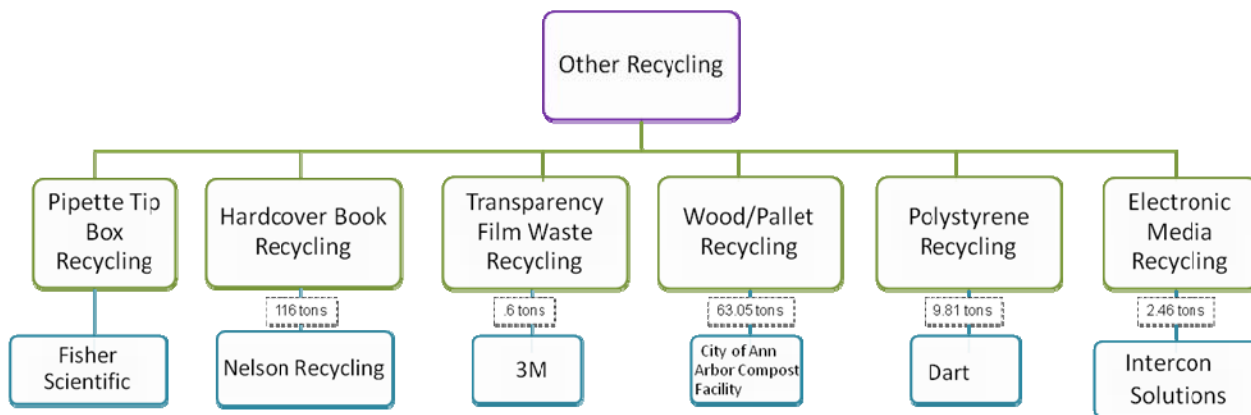 Other Recycling
Pipette Tip
Box
Recycling
Hardcover Book
Recycling
Transparency
Film Waste
Recycling
Wood/Pallet
Recycling
Polystyrene
Recycling
Electronic
Media
Recycling
116 tons
.6 tons
63.05 tons
9.81 tons
2.46 tons
Fisher
Scientific
Nelson Recycling
3M
City of Ann
Arbor Compost
Facility
Dart
Intercon
Solutions